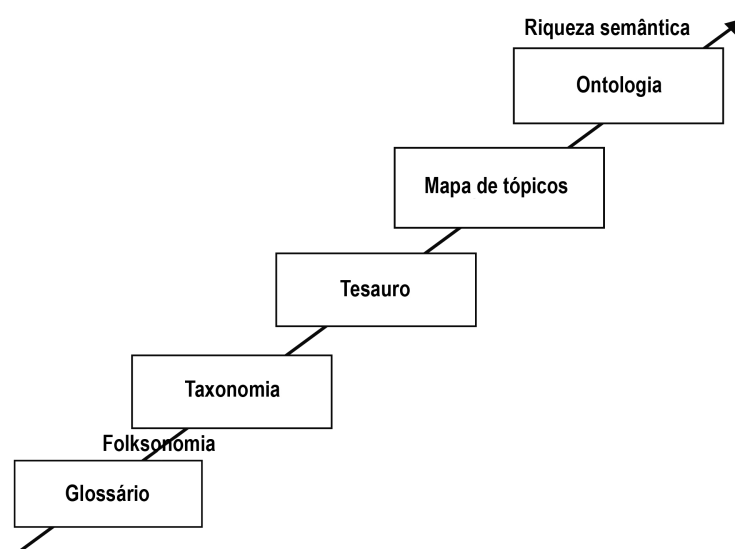 Riqueza semântica
Ontologia
Mapa de tópicos
Tesauro
Taxonomia
Folksonomia
Glossário